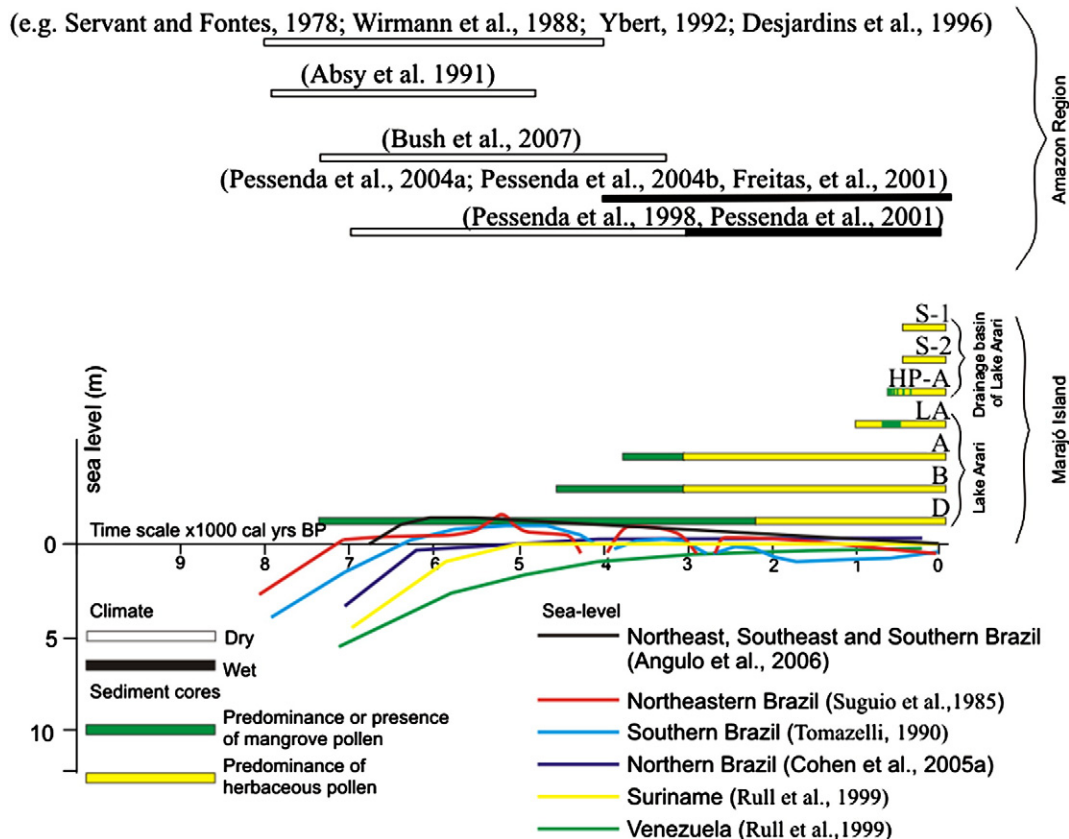 (e.g. Servant and Fontes, 1978; Wirmann et al., 1988; Ybert, 1992; Desjardins et al., 1996)
(Absy et al. 1991)
(Bush et al., 2007)
(Pessenda et al., 2004a; Pessenda et al., 2004b, Freitas, et al., 2001)
(Pessenda et al., 1998, Pessenda et al., 2001)
Amazon Region
S-1
S-2
HP-A
Drainage basin
of Lake Arari
LA
A
B
D
Lake Arari
Marajó Island
sea level (m)
Time scale x1000 cal yrs BP
0
9 8 7 6 5 4 3 2 1 0
5
10
Climate
Dry
Wet
Sediment cores
Predominance or presence
of mangrove pollen
Predominance of
herbaceous pollen
Sea-level
Northeast, Southeast and Southern Brazil
(Angulo et al., 2006)
Northeastern Brazil (Suguio et al.,1985)
Southern Brazil (Tomazelli, 1990)
Northern Brazil (Cohen et al., 2005a)
Suriname (Rull et al., 1999)
Venezuela (Rull et al.,1999)